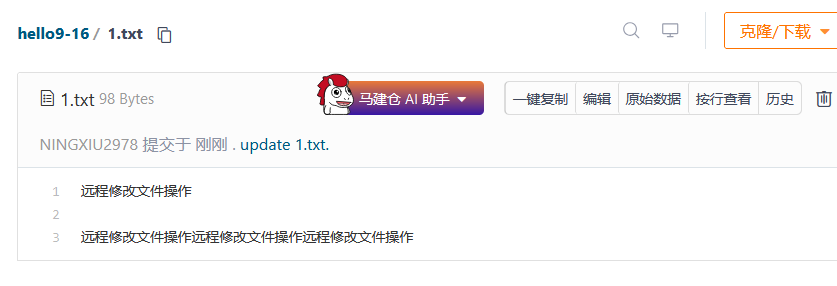 hello9-16 / 1.txt
克隆/下载
1.txt 98 Bytes
马建仓 AI 助手
一键复制 编辑 原始数据 按行查看 历史
NINGXIU2978 提交于 刚刚 . update 1.txt.
1 远程修改文件操作
2
3 远程修改文件操作远程修改文件操作远程修改文件操作